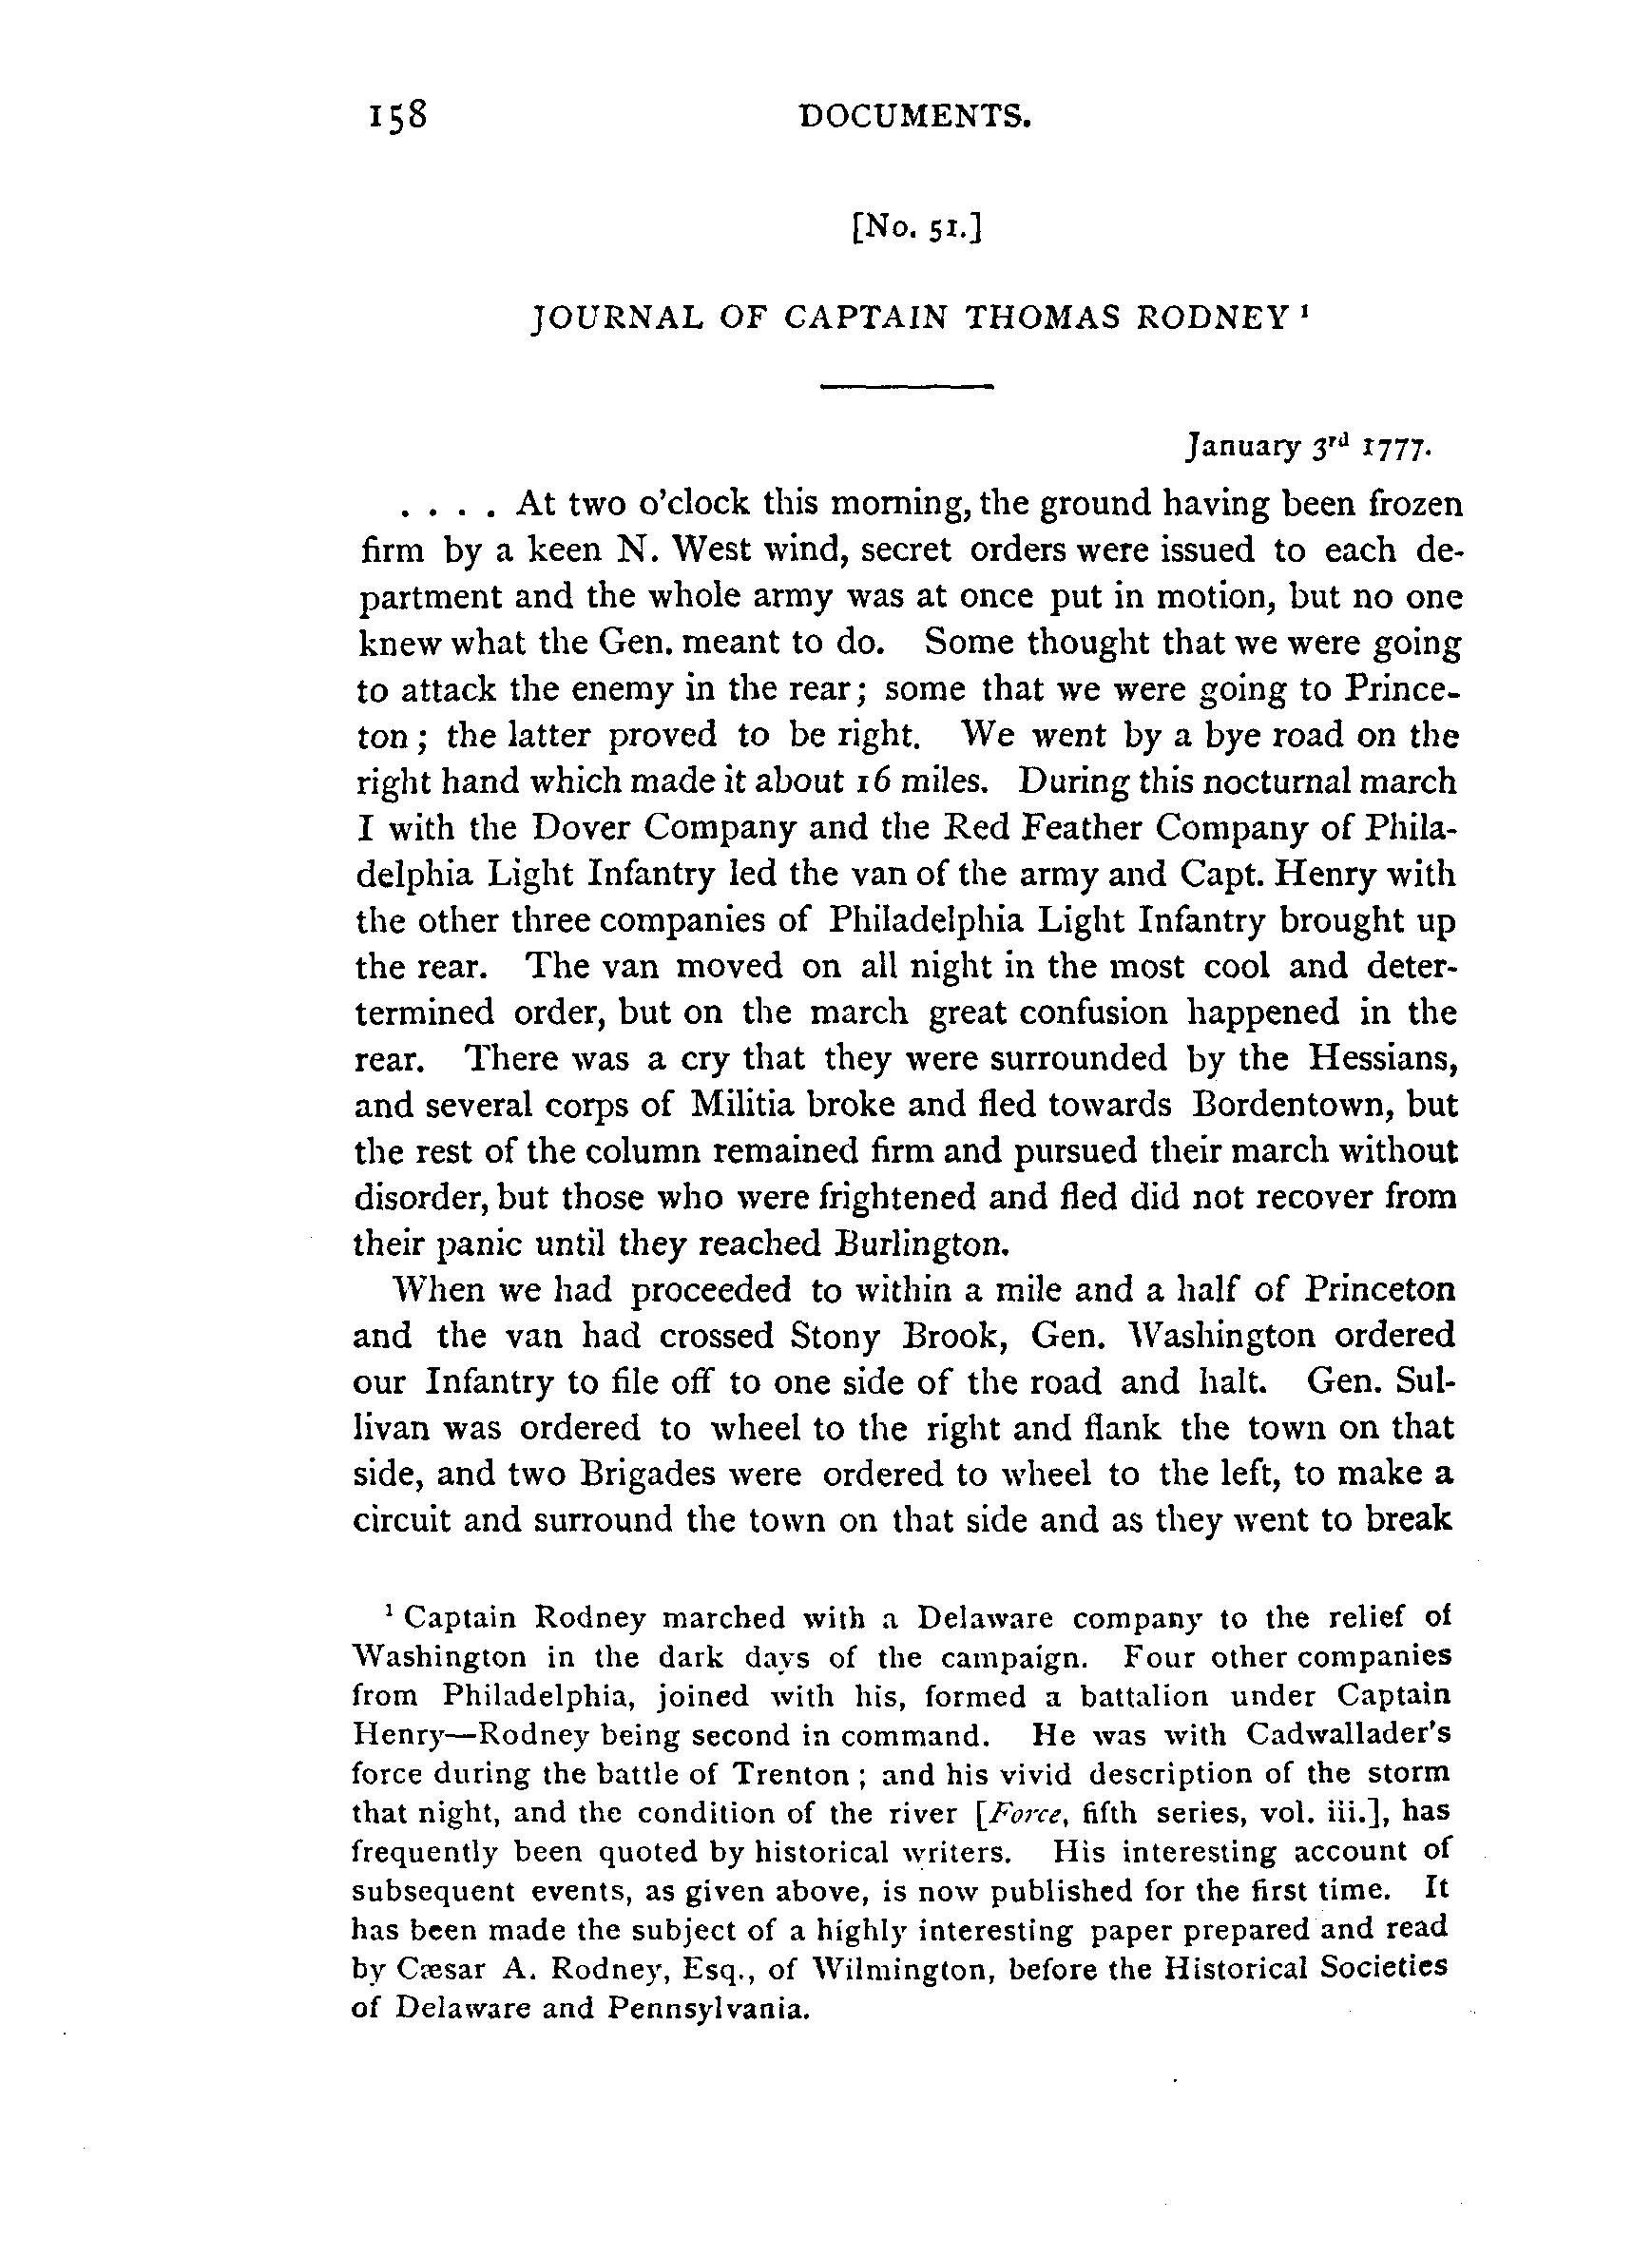 158 DOCUMENTS.
[No. 51.]
JOURNAL OF CAPTAIN THOMAS RODNEY ¹
January 3rd 1777.
. . . . At two o'clock this morning, the ground having been frozen
firm by a keen N. West wind, secret orders were issued to each de-
partment and the whole army was at once put in motion, but no one
knew what the Gen. meant to do. Some thought that we were going
to attack the enemy in the rear; some that we were going to Prince-
ton; the latter proved to be right. We went by a bye road on the
right hand which made it about 16 miles. During this nocturnal march
I with the Dover Company and the Red Feather Company of Phila-
delphia Light Infantry led the van of the army and Capt. Henry with
the other three companies of Philadelphia Light Infantry brought up
the rear. The van moved on all night in the most cool and deter-
termined order, but on the march great confusion happened in the
rear. There was a cry that they were surrounded by the Hessians,
and several corps of Militia broke and fled towards Bordentown, but
the rest of the column remained firm and pursued their march without
disorder, but those who were frightened and fled did not recover from
their panic until they reached Burlington.
When we had proceeded to within a mile and a half of Princeton
and the van had crossed Stony Brook, Gen. Washington ordered
our Infantry to file off to one side of the road and halt. Gen. Sul-
livan was ordered to wheel to the right and flank the town on that
side, and two Brigades were ordered to wheel to the left, to make a
circuit and surround the town on that side and as they went to break
¹ Captain Rodney marched with a Delaware company to the relief of
Washington in the dark days of the campaign. Four other companies
from Philadelphia, joined with his, formed a battalion under Captain
Henry—Rodney being second in command. He was with Cadwallader's
force during the battle of Trenton; and his vivid description of the storm
that night, and the condition of the river [Force, fifth series, vol. iii.], has
frequently been quoted by historical writers. His interesting account of
subsequent events, as given above, is now published for the first time. It
has been made the subject of a highly interesting paper prepared and read
by Cæsar A. Rodney, Esq., of Wilmington, before the Historical Societies
of Delaware and Pennsylvania.